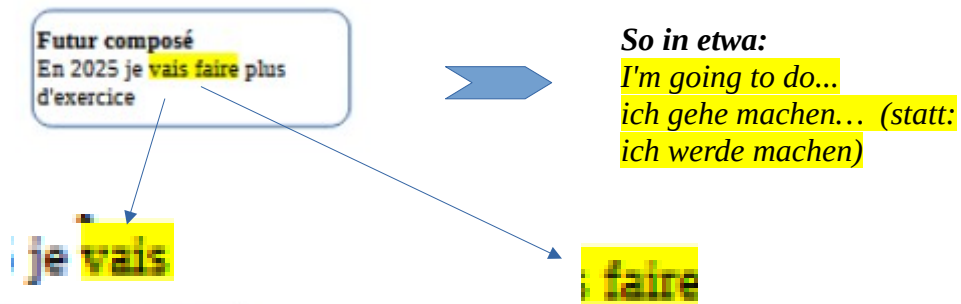 Futur composé
En 2025 je vais faire plus
d'exercice
So in etwa:
I'm going to do...
ich gehe machen… (statt:
ich werde machen)
je vais
faire